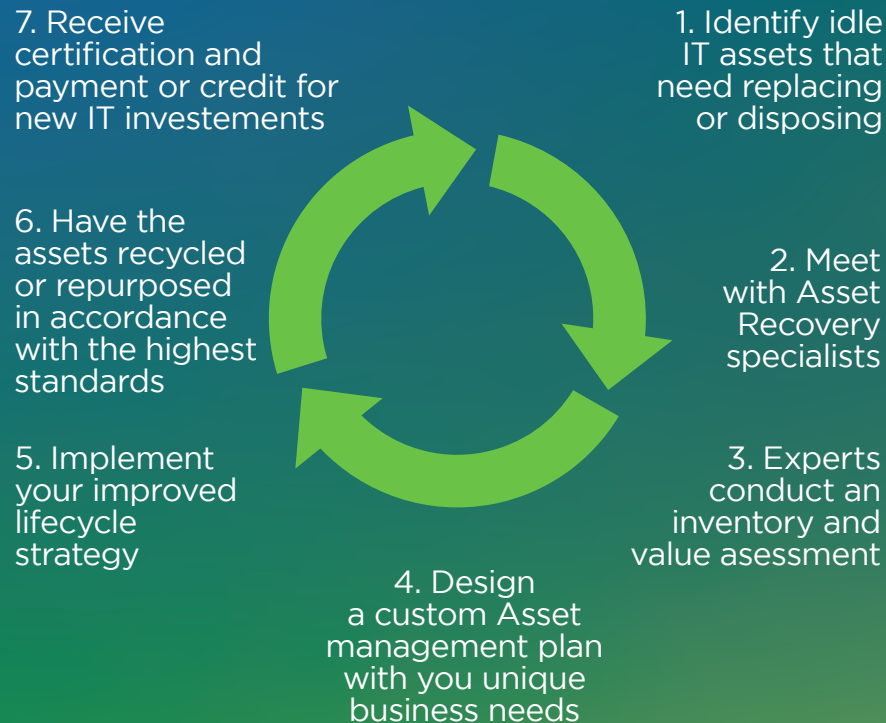 1. Identify idle
IT assets that
need replacing
or disposing
2. Meet
with Asset
Recovery
specialists
3. Experts
conduct an
inventory and
value asessment
4. Design
a custom Asset
management plan
with you unique
business needs
5. Implement
your improved
lifecycle
strategy
6. Have the
assets recycled
or repurposed
in accordance
with the highest
standards
7. Receive
certification and
payment or credit for
new IT investements